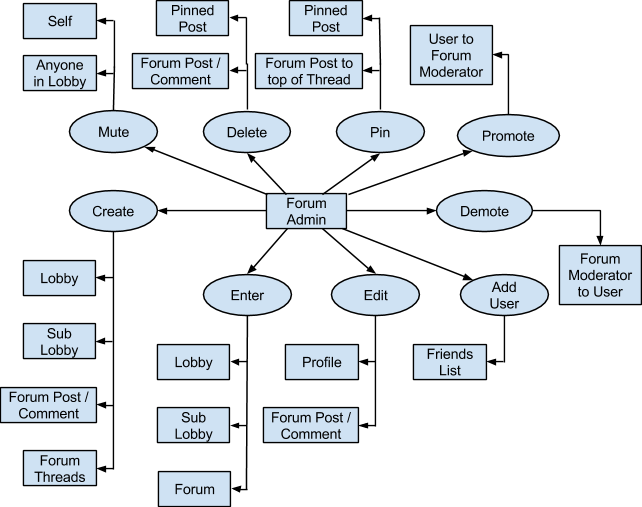 Self
Anyone
in Lobby
Mute
Pinned
Post
Forum Post /
Comment
Delete
Pinned
Post
Forum Post to
top of Thread
Pin
User to
Forum
Moderator
Promote
Create
Forum
Admin
Demote
Forum
Moderator
to User
Lobby
Sub
Lobby
Forum Post /
Comment
Forum
Threads
Enter
Lobby
Sub
Lobby
Forum
Edit
Profile
Forum Post /
Comment
Add
User
Friends
List